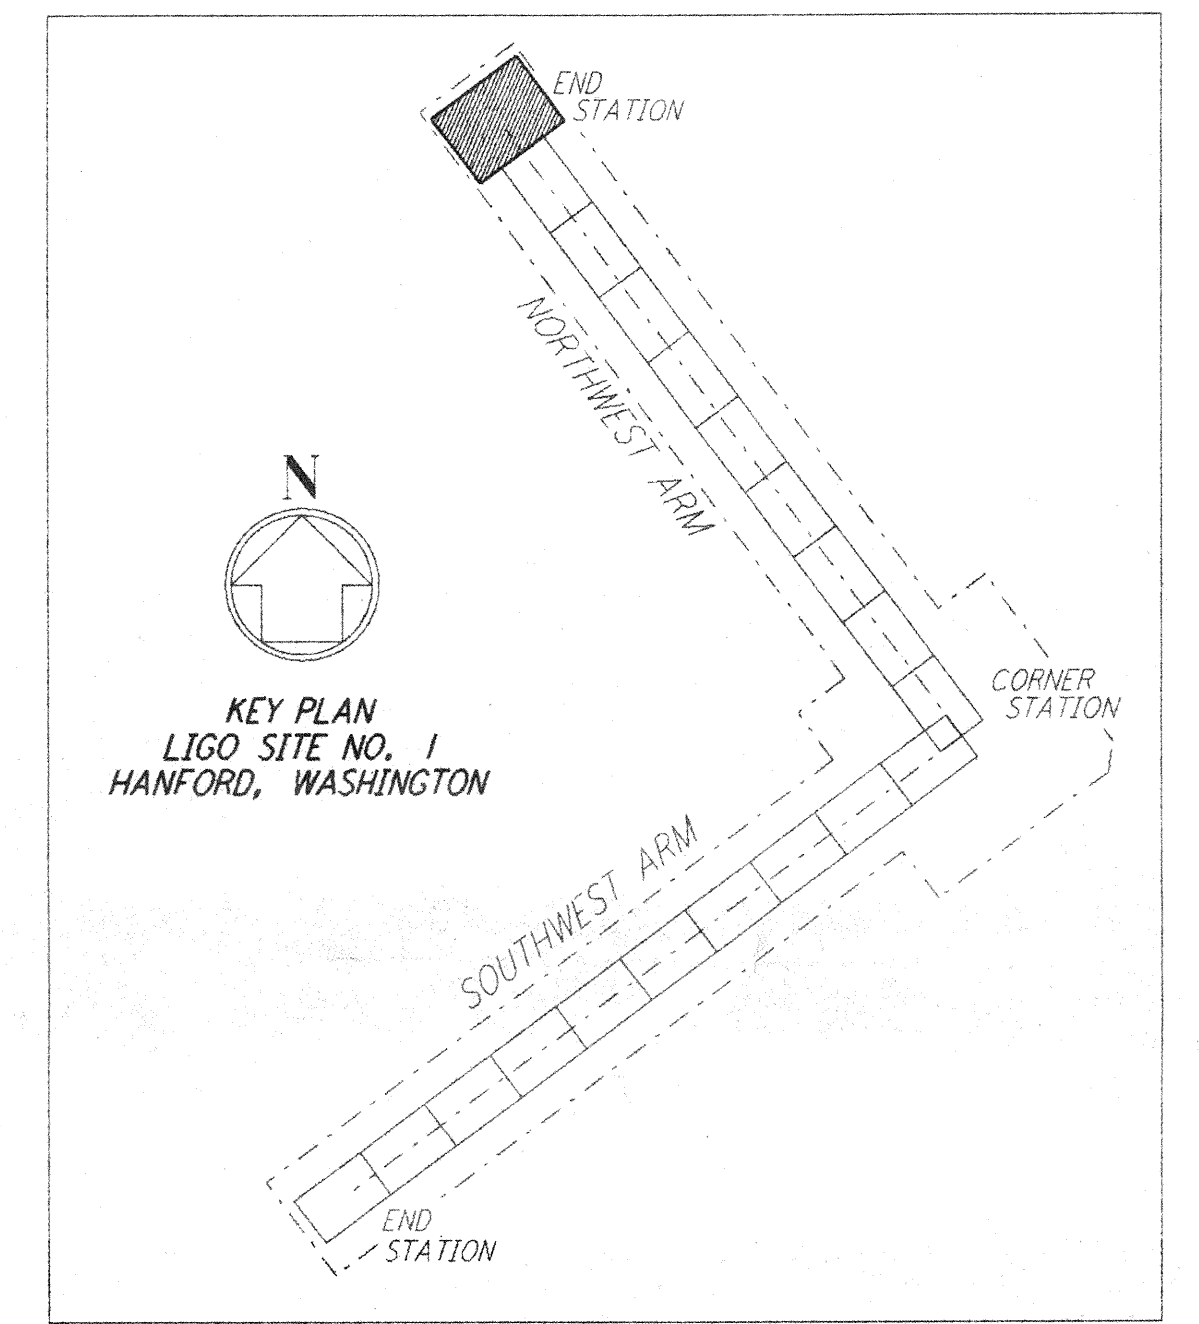 END
STATION
NORTHWEST ARM
N
KEY PLAN
LIGO SITE NO. 1
HANFORD, WASHINGTON
CORNER
STATION
SOUTHWEST ARM
END
STATION